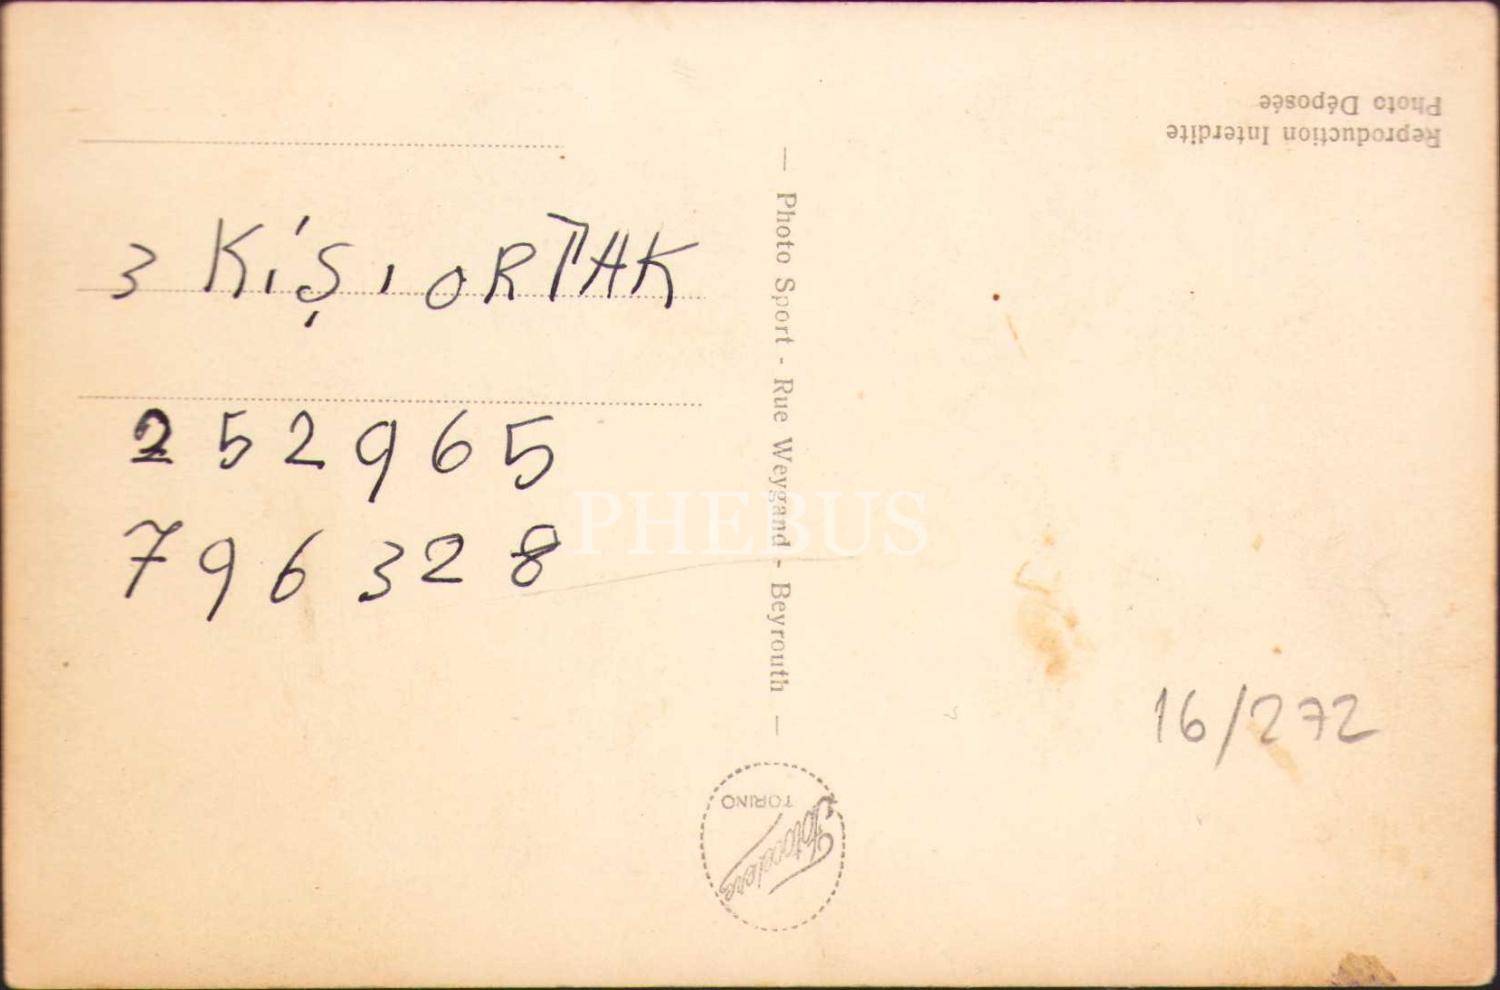 3 KİŞI ORTAK
252965
796328
Photo Déposée
Reproduction Interdite
— Photo Sport - Rue Weygand - Beyrouth —
PHEBUS
16/272
TORINO